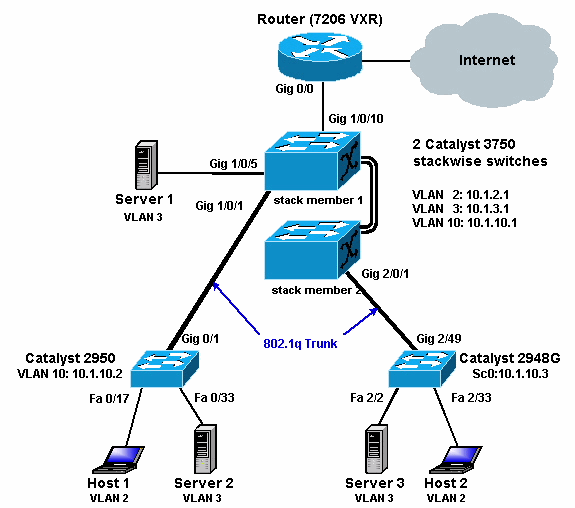 Router (7206 VXR)
Internet
Gig 0/0
Gig 1/0/10
2 Catalyst 3750
stackwise switches
Gig 1/0/5
Server 1
VLAN 3
Gig 1/0/1
stack member 1
VLAN 2: 10.1.2.1
VLAN 3: 10.1.3.1
VLAN 10: 10.1.10.1
Gig 2/0/1
stack member 2
802.1q Trunk
Gig 0/1
Gig 2/49
Catalyst 2950
VLAN 10: 10.1.10.2
Catalyst 2948G
Sc0:10.1.10.3
Fa 0/17
Fa 0/33
Fa 2/2
Fa 2/33
Host 1
VLAN 2
Server 2
VLAN 3
Server 3
VLAN 3
Host 2
VLAN 2